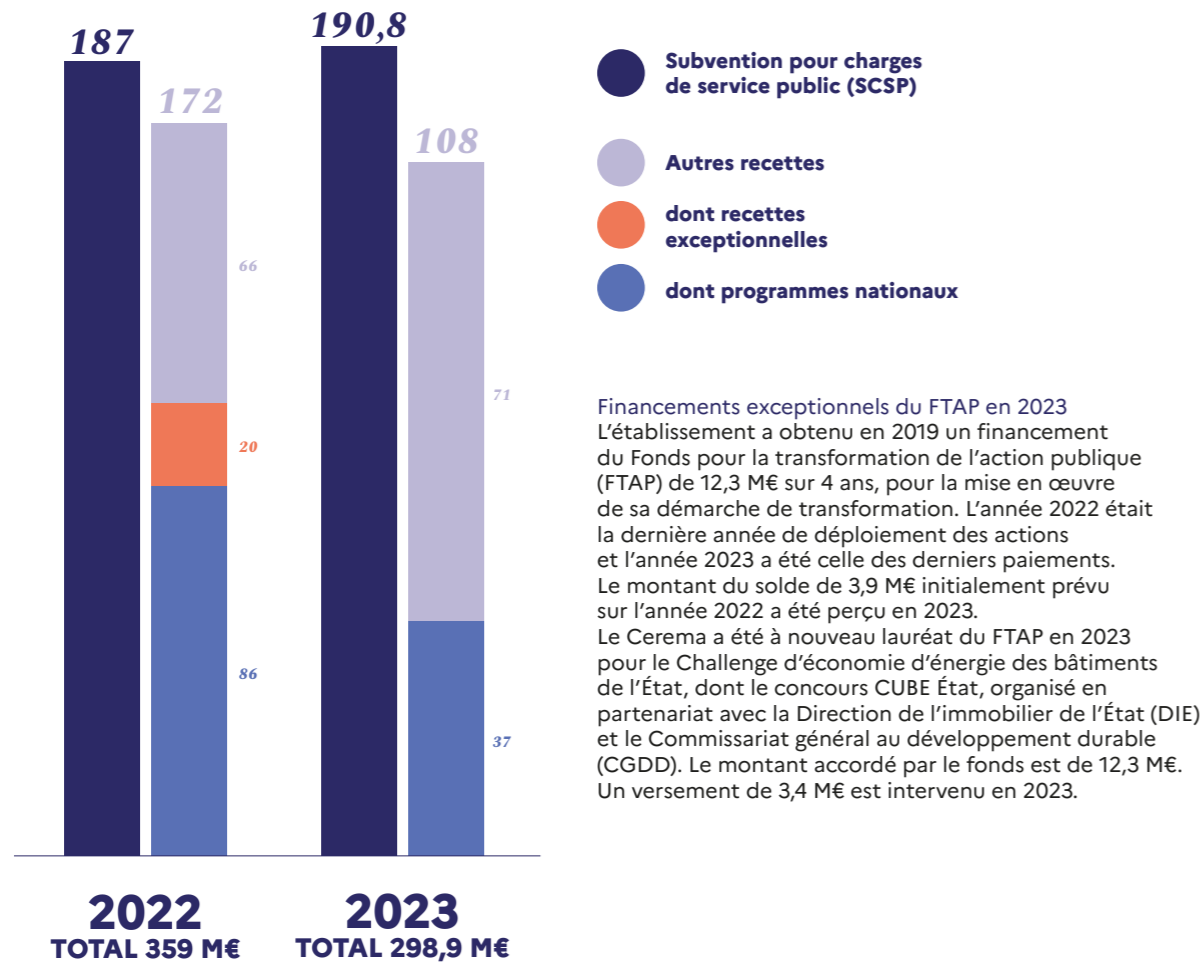 187
172
66
20
86
2022
TOTAL 359 M€
190,8
108
71
37
2023
TOTAL 298,9 M€
Subvention pour charges
de service public (SCSP)
Autres recettes
dont recettes
exceptionnelles
dont programmes nationaux
Financements exceptionnels du FTAP en 2023
L’établissement a obtenu en 2019 un financement
du Fonds pour la transformation de l’action publique
(FTAP) de 12,3 M€ sur 4 ans, pour la mise en œuvre
de sa démarche de transformation. L’année 2022 était
la dernière année de déploiement des actions
et l’année 2023 a été celle des derniers paiements.
Le montant du solde de 3,9 M€ initialement prévu
sur l’année 2022 a été perçu en 2023.
Le Cerema a été à nouveau lauréat du FTAP en 2023
pour le Challenge d’économie d’énergie des bâtiments
de l’État, dont le concours CUBE État, organisé en
partenariat avec la Direction de l’immobilier de l’État (DIE)
et le Commissariat général au développement durable
(CGDD). Le montant accordé par le fonds est de 12,3 M€.
Un versement de 3,4 M€ est intervenu en 2023.